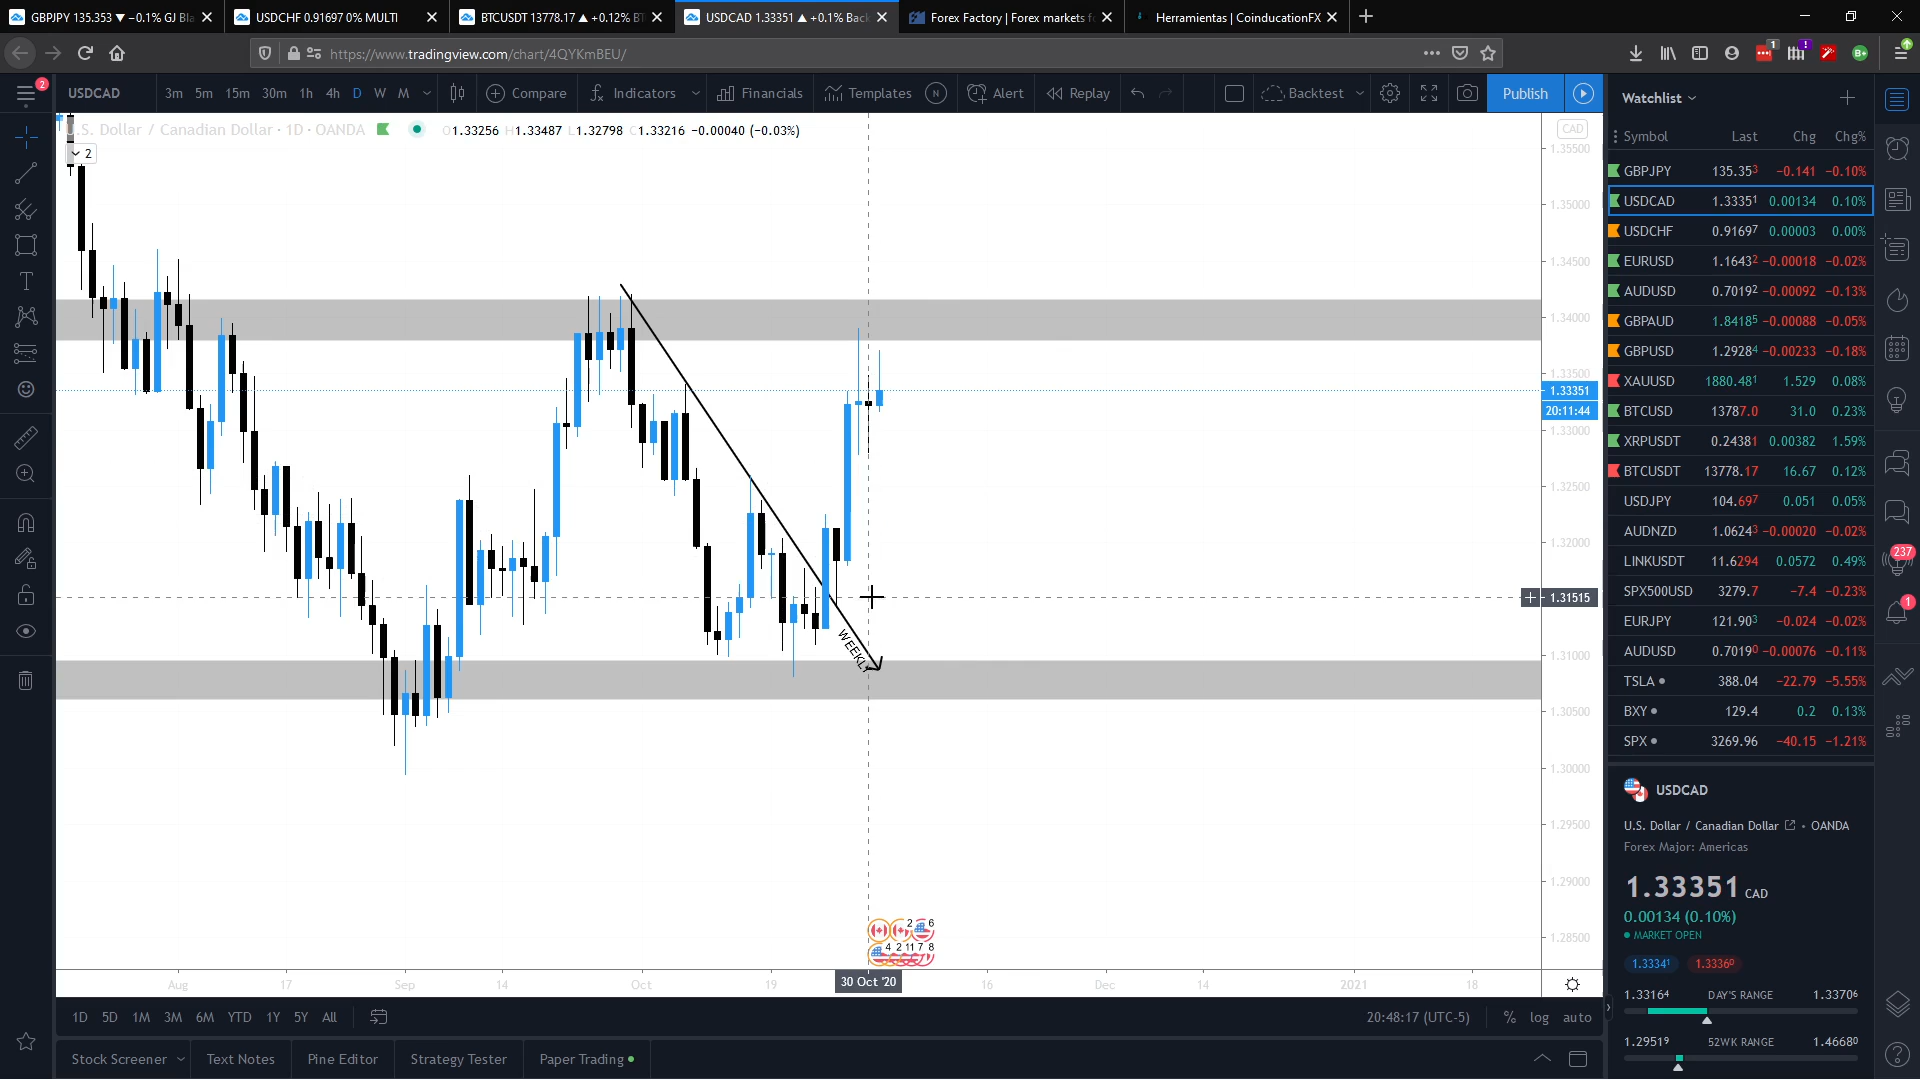 GBPJPY 135.353 ▼ −0.1% GJ Bla
USDCHF 0.91697 0% MULTI
BTCUSDT 13778.17 ▲ +0.12% BT
USDCAD 1.33351 ▲ +0.1% Back
Forex Factory | Forex markets f
Herramientas | CoinducationFX
https://www.tradingview.com/chart/4QYKmBEU/
1
!
B+
2
USDCAD
3m 5m 15m 30m 1h 4h D W M
Compare
Indicators
Financials
Templates
N
Alert
Replay
Backtest
Publish
U.S. Dollar / Canadian Dollar · 1D · OANDA
O1.33256 H1.33487 L1.32798 C1.33216 −0.00040 (−0.03%)
2
CAD
1.35500
1.35000
1.34500
1.34000
1.33500
1.33351
20:11:44
1.33000
1.32500
1.32000
1.31515
1.31000
1.30500
1.30000
1.29500
1.29000
1.28500
WEEKLY
2 6
4 2 11 7 8
Aug 17 Sep 14 Oct 19 30 Oct '20 16 Dec 14 2021 18
1D 5D 1M 3M 6M YTD 1Y 5Y All
20:48:17 (UTC-5)
% log auto
Stock Screener
Text Notes
Pine Editor
Strategy Tester
Paper Trading
Watchlist
Symbol Last Chg Chg%
GBPJPY 135.353 −0.141 −0.10%
USDCAD 1.33351 0.00134 0.10%
USDCHF 0.91697 0.00003 0.00%
EURUSD 1.16432 −0.00018 −0.02%
AUDUSD 0.70192 −0.00092 −0.13%
GBPAUD 1.84185 −0.00088 −0.05%
GBPUSD 1.29284 −0.00233 −0.18%
XAUUSD 1880.481 1.529 0.08%
BTCUSD 13787.0 31.0 0.23%
XRPUSDT 0.24381 0.00382 1.59%
BTCUSDT 13778.17 16.67 0.12%
USDJPY 104.697 0.051 0.05%
AUDNZD 1.06243 −0.00020 −0.02%
LINKUSDT 11.6294 0.0572 0.49%
SPX500USD 3279.7 −7.4 −0.23%
EURJPY 121.903 −0.024 −0.02%
AUDUSD 0.70190 −0.00076 −0.11%
TSLA 388.04 −22.79 −5.55%
BXY 129.4 0.2 0.13%
SPX 3269.96 −40.15 −1.21%
237
1
USDCAD
U.S. Dollar / Canadian Dollar • OANDA
Forex Major: Americas
1.33351 CAD
0.00134 (0.10%)
MARKET OPEN
1.33341 1.33360
1.33164 DAY'S RANGE 1.33706
1.29519 52WK RANGE 1.46680